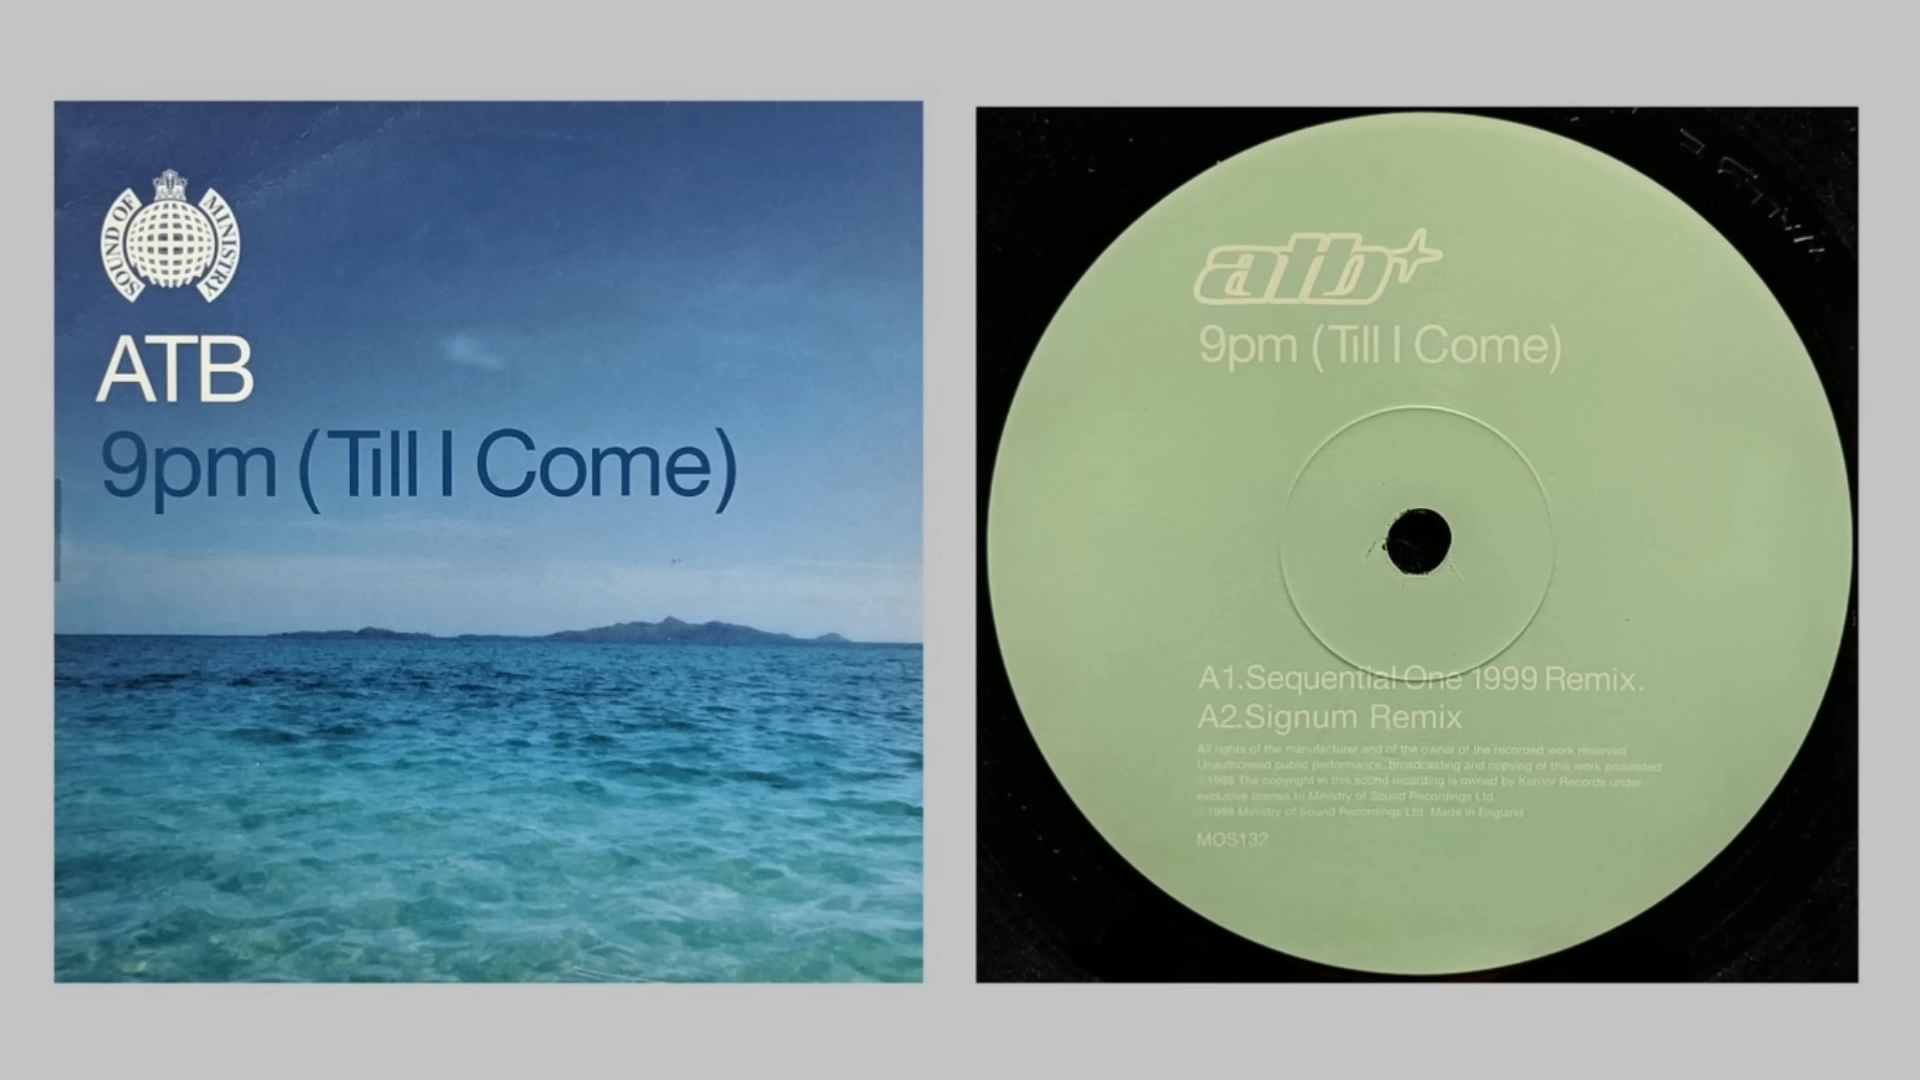 SOUND OF MINISTRY
ATB
9pm (Till I Come)
atb
9pm (Till I Come)
A1.Sequential One 1999 Remix.
A2.Signum Remix
All rights of the manufacturer and of the owner of the recorded work reserved
Unauthorised public performance, broadcasting and copying of this work prohibited
1998 The copyright in this sound recording is owned by Kontor Records under
exclusive license to Ministry of Sound Recordings Ltd.
1999 Ministry of Sound Recordings Ltd. Made in England
MOS132